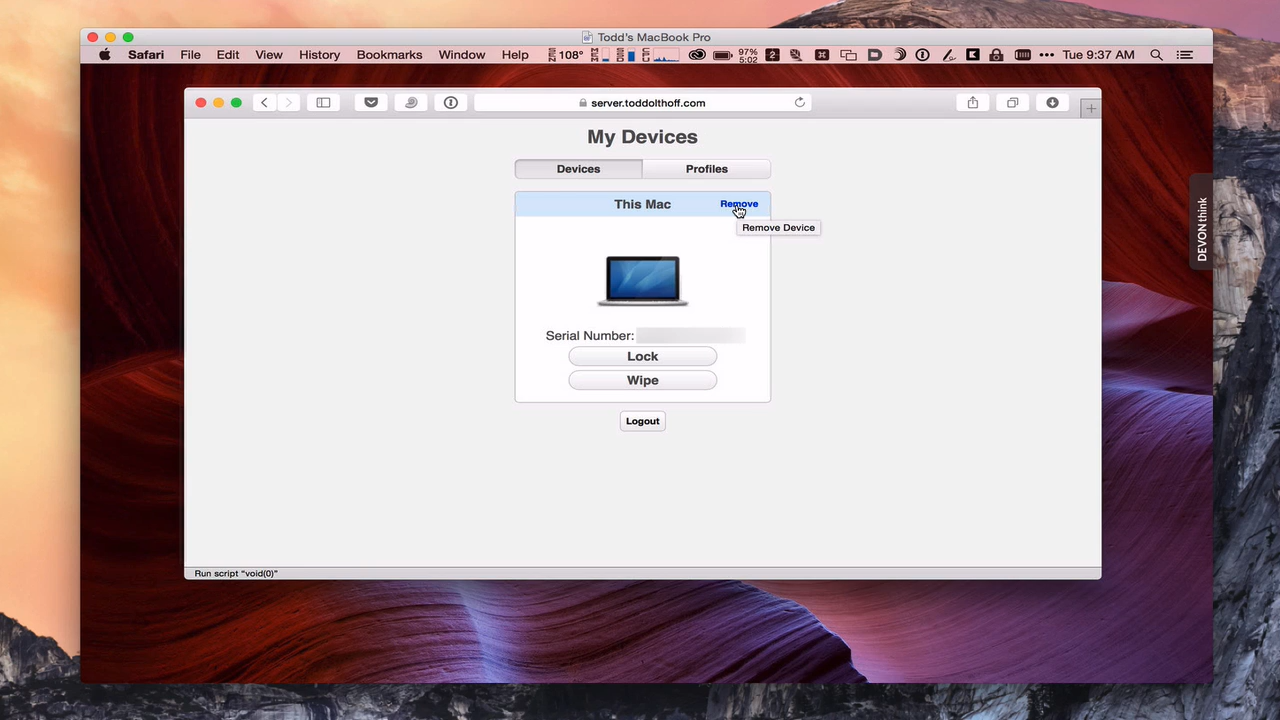 Todd's MacBook Pro
Safari File Edit View History Bookmarks Window Help 108° 97% 5:02 2 Tue 9:37 AM
server.toddolthoff.com
My Devices
Devices Profiles
This Mac Remove
Remove Device
Serial Number:
Lock
Wipe
Logout
Run script "void(0)"
DEVONthink